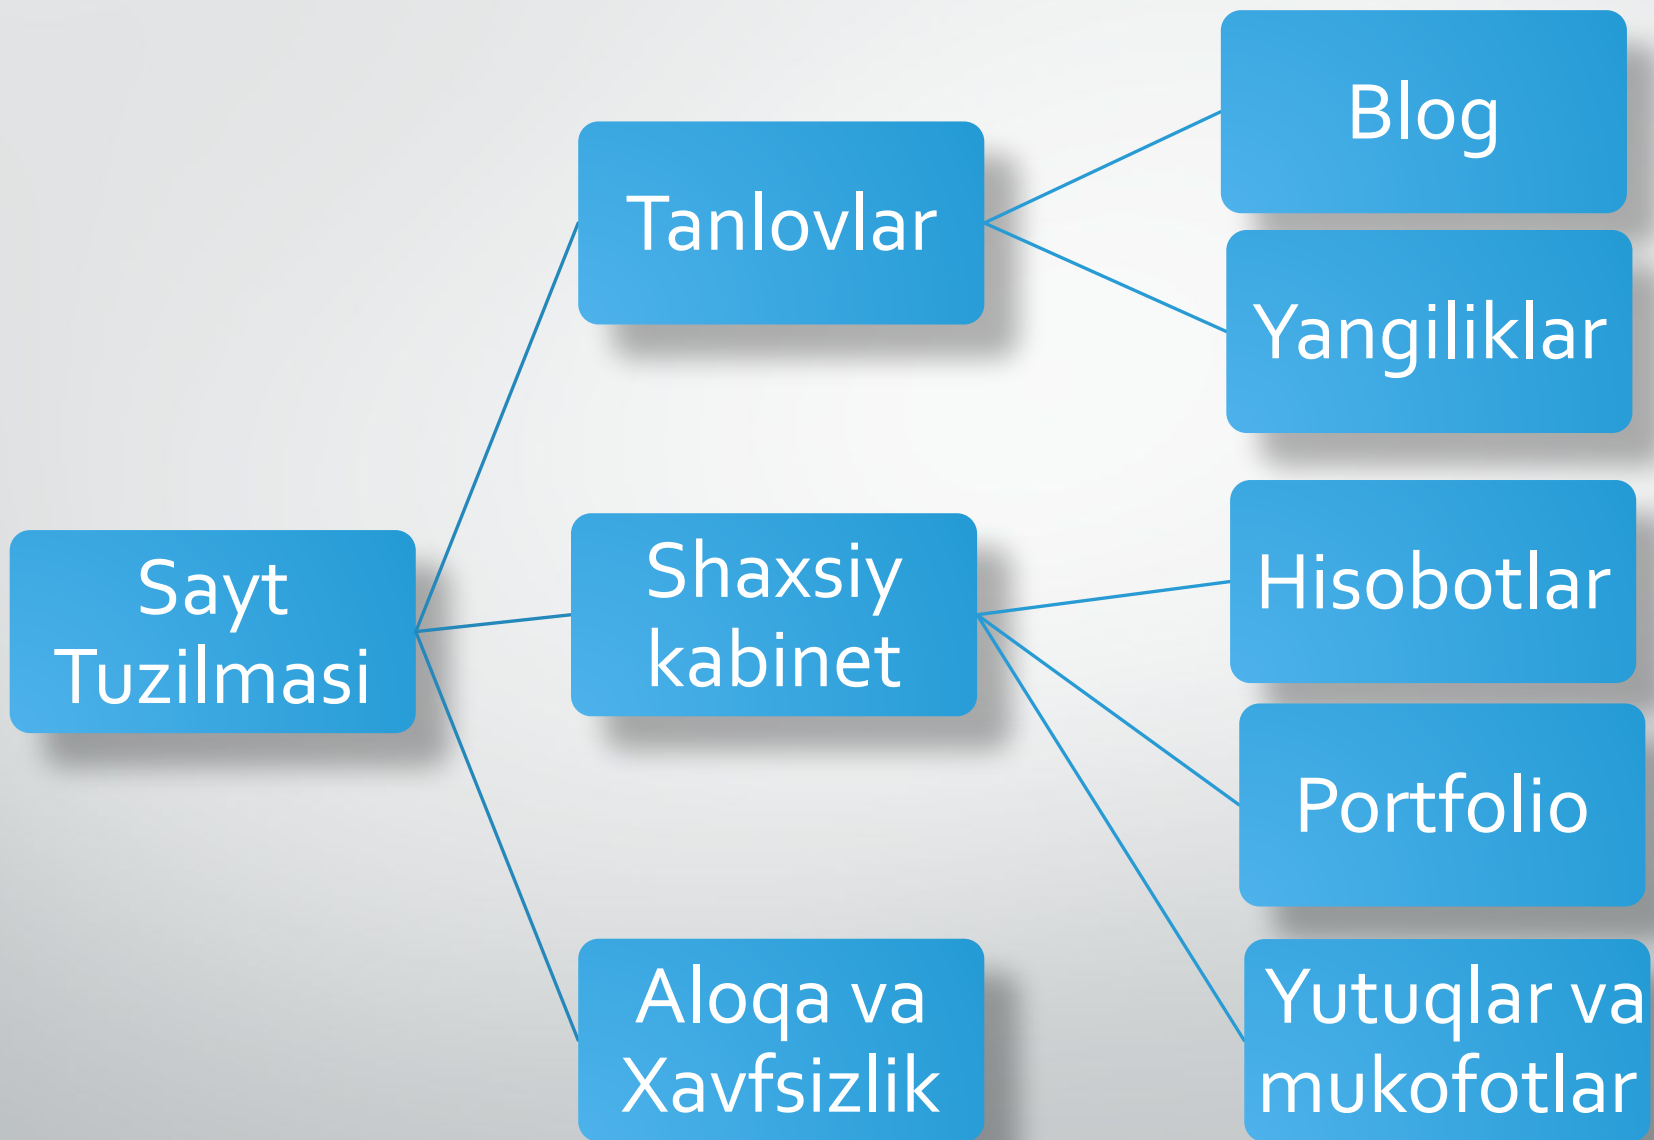 Sayt
Tuzilmasi
Tanlovlar
Blog
Yangiliklar
Shaxsiy
kabinet
Hisobotlar
Portfolio
Yutuqlar va
mukofotlar
Aloqa va
Xavfsizlik